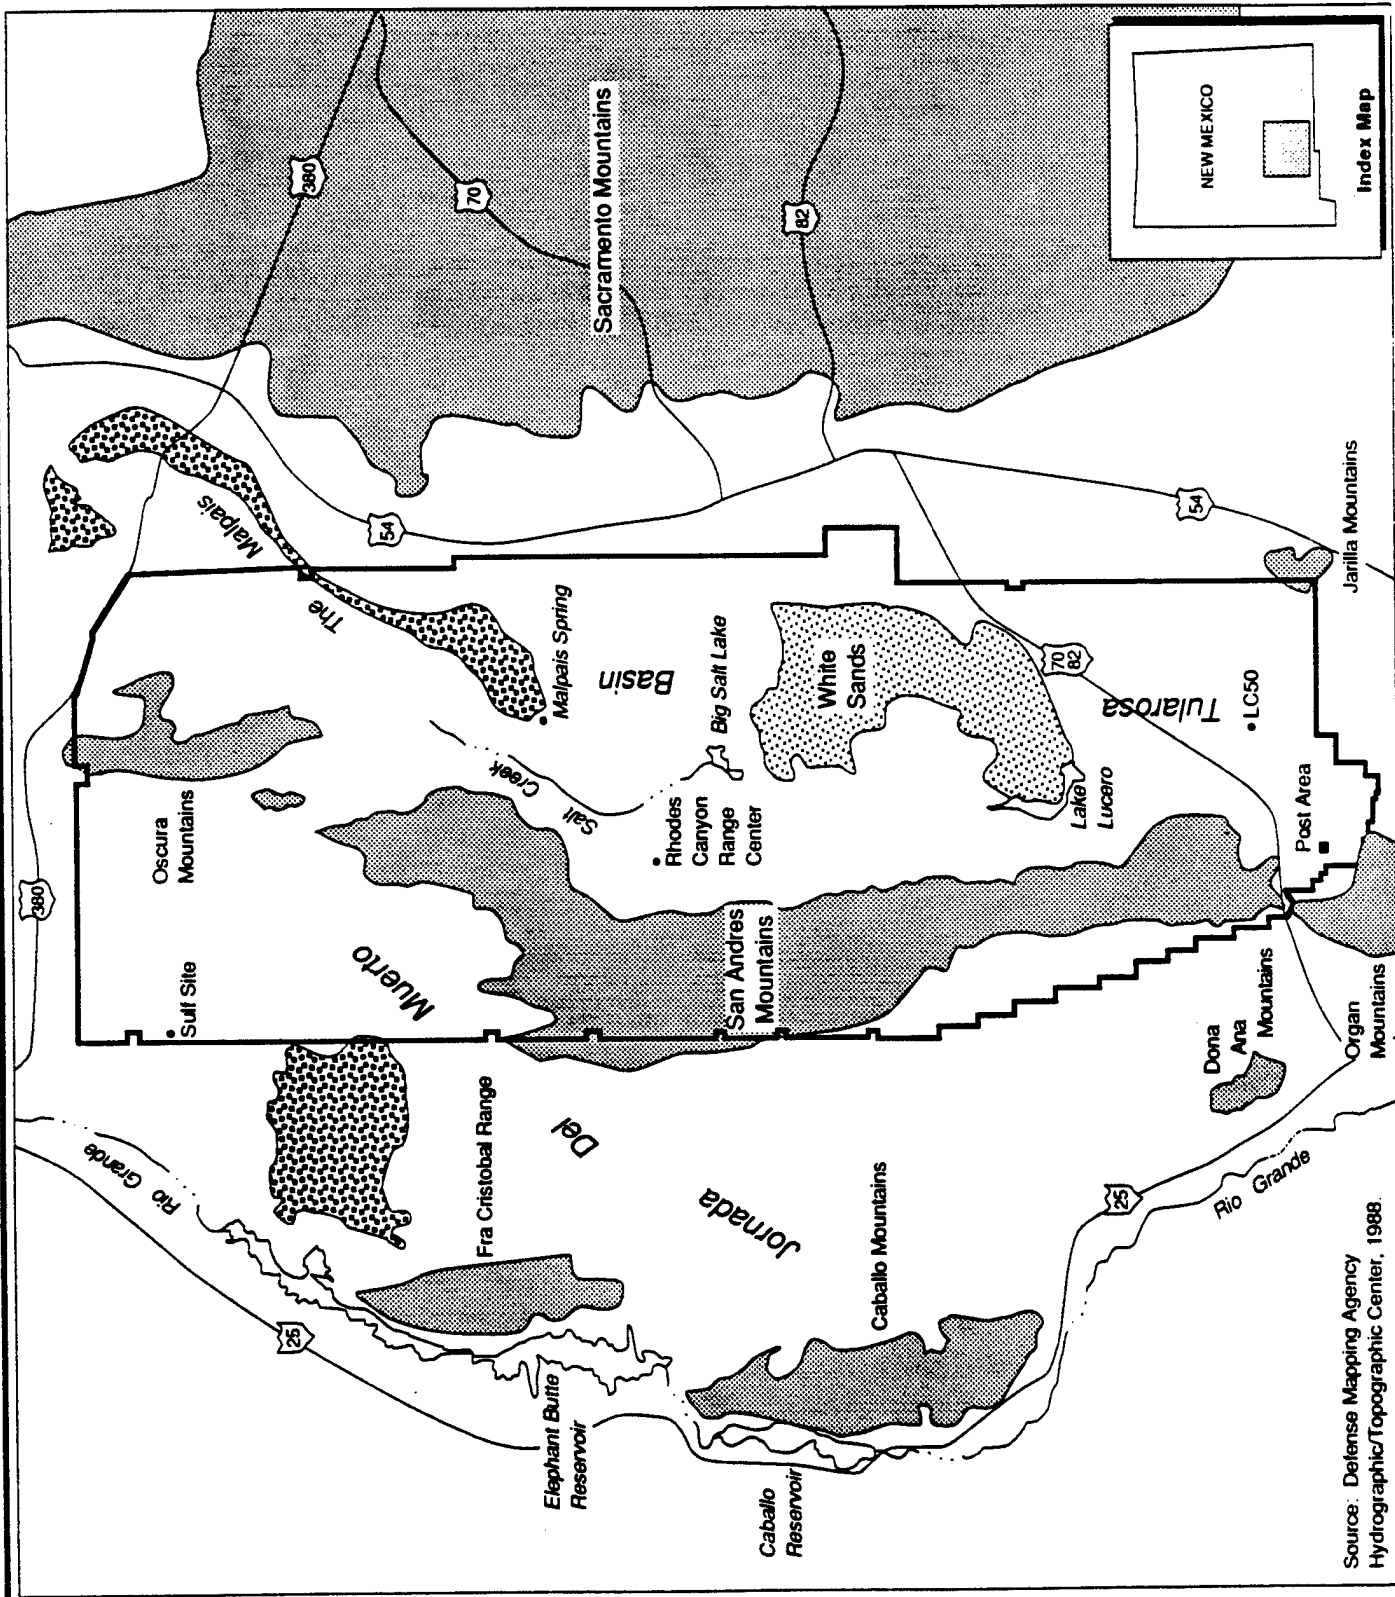 380
Oscura
Mountains
Sulf Site
The
Malpais
54
380
70
Sacramento Mountains
82
Malpais Spring
Basin
Big Salt Lake
Salt
Creek
Rhodes
Canyon
Range
Center
White
Sands
Lake
Lucero
San Andres
Mountains
Muerto
Del
Jornada
Rio Grande
25
Fra Cristobal Range
Elephant Butte
Reservoir
Caballo
Reservoir
Caballo Mountains
25
Rio Grande
Dona
Ana
Mountains
Organ
Mountains
Post Area
LC50
Tularosa
70
82
54
Jarilla Mountains
NEW MEXICO
Index Map
Source: Defense Mapping Agency
Hydrographic/Topographic Center, 1988.